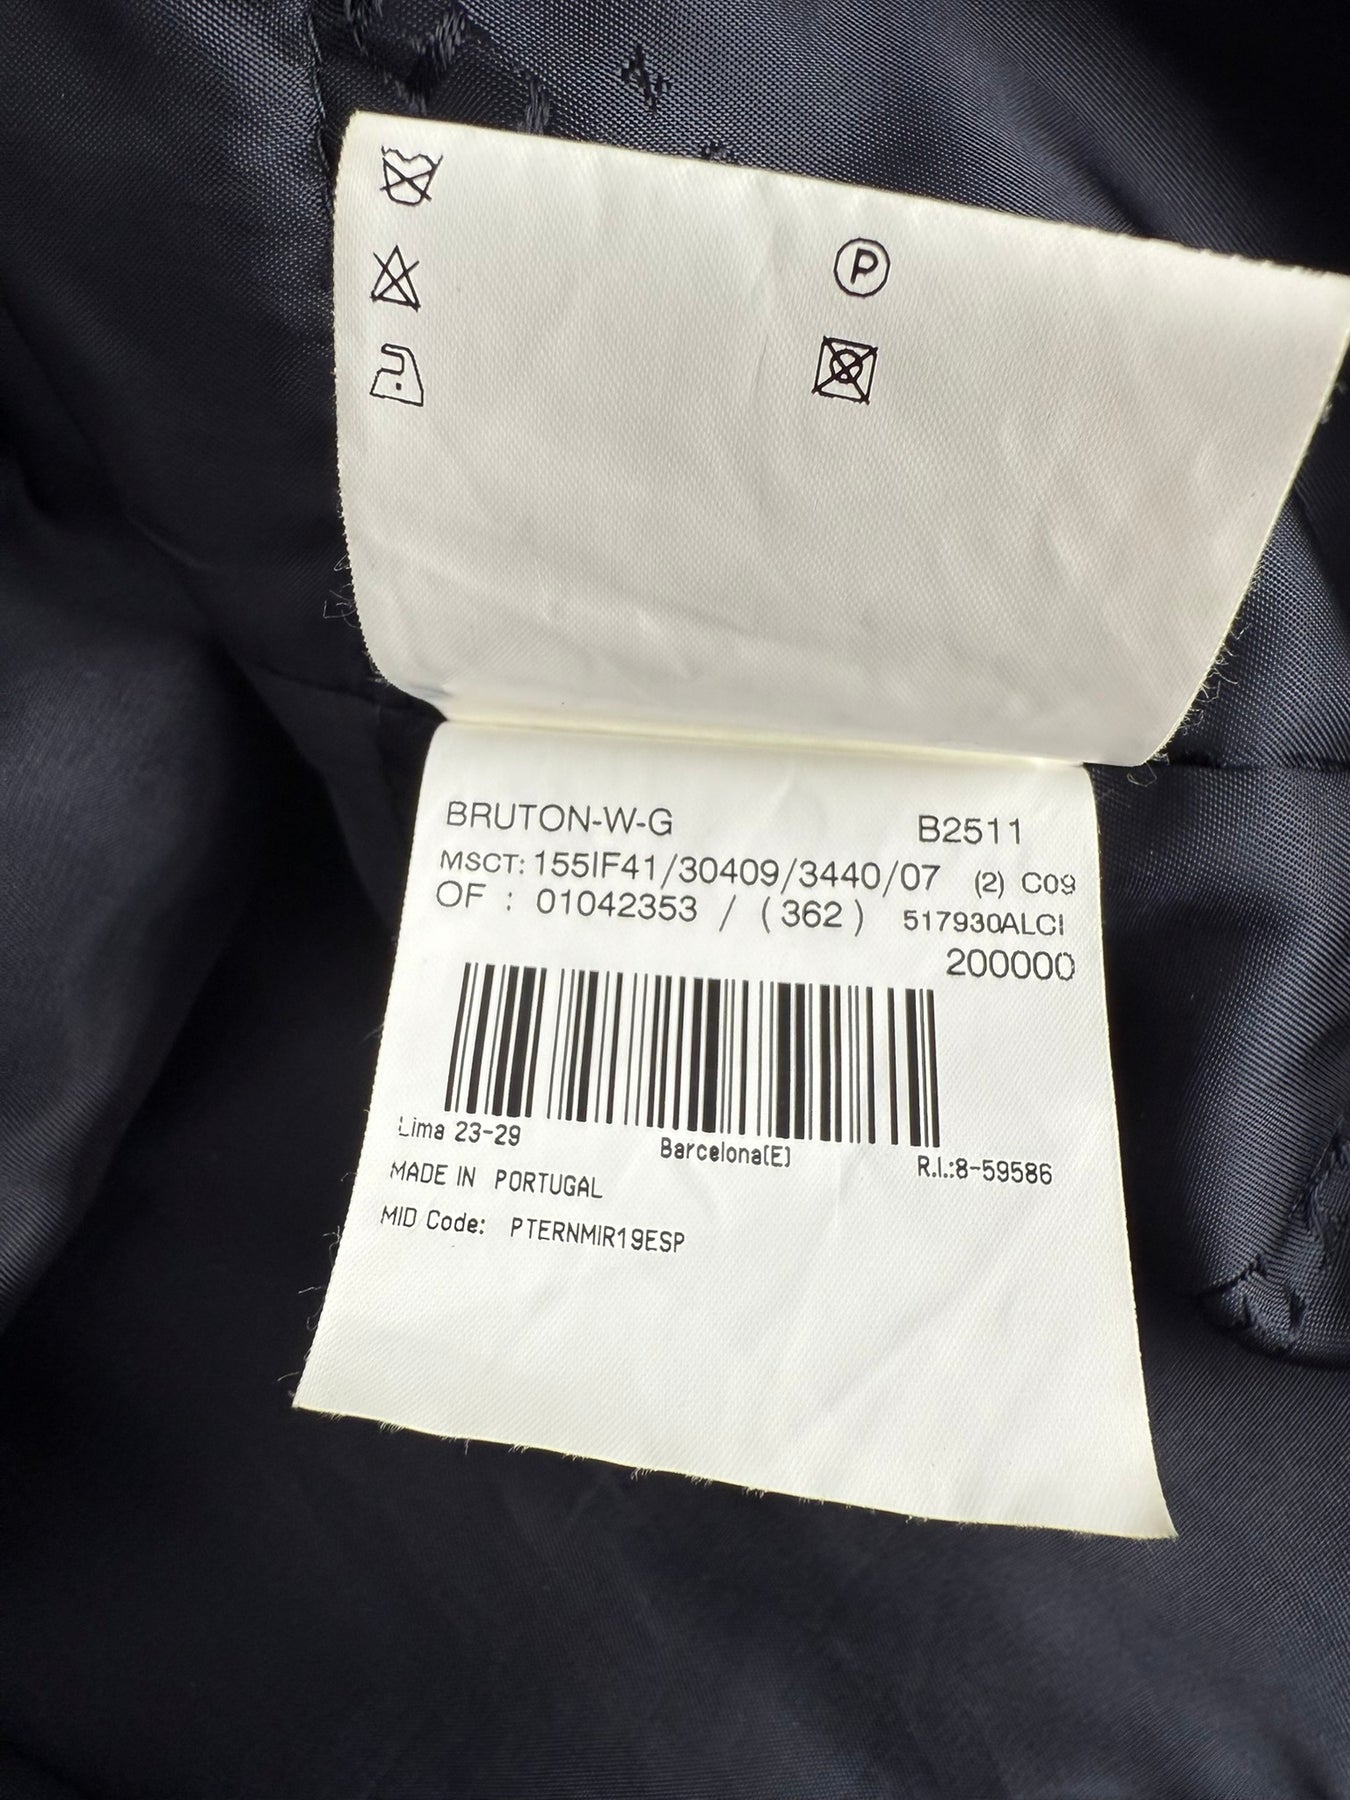 P
BRUTON-W-G B2511
MSCT: 155IF41/30409/3440/07 (2) C09
OF : 01042353 / (362) 517930ALCI
200000
Lima 23-29 Barcelona(E) R.I.:8-59586
MADE IN PORTUGAL
MID Code: PTERNMIR19ESP